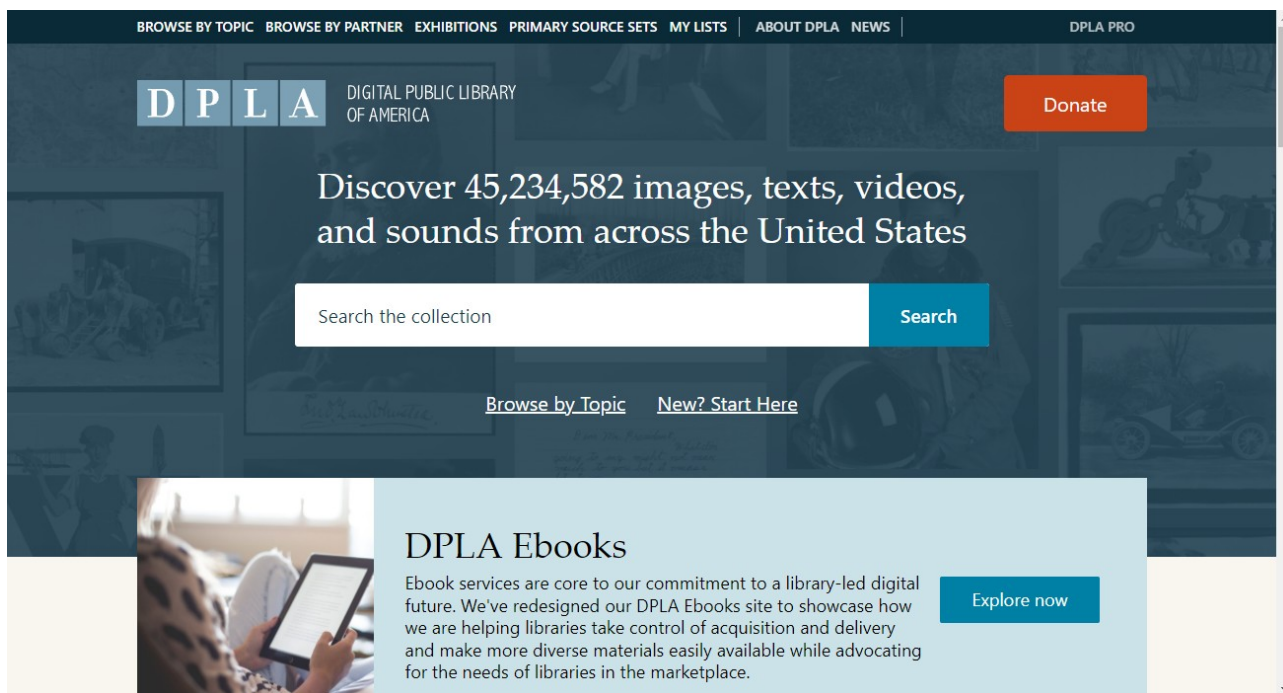 BROWSE BY TOPIC BROWSE BY PARTNER EXHIBITIONS PRIMARY SOURCE SETS MY LISTS ABOUT DPLA NEWS DPLA PRO
DPLA DIGITAL PUBLIC LIBRARY
OF AMERICA
Donate
Discover 45,234,582 images, texts, videos,
and sounds from across the United States
Search the collection Search
Browse by Topic New? Start Here
DPLA Ebooks
Ebook services are core to our commitment to a library-led digital
future. We've redesigned our DPLA Ebooks site to showcase how
we are helping libraries take control of acquisition and delivery
and make more diverse materials easily available while advocating
for the needs of libraries in the marketplace.
Explore now